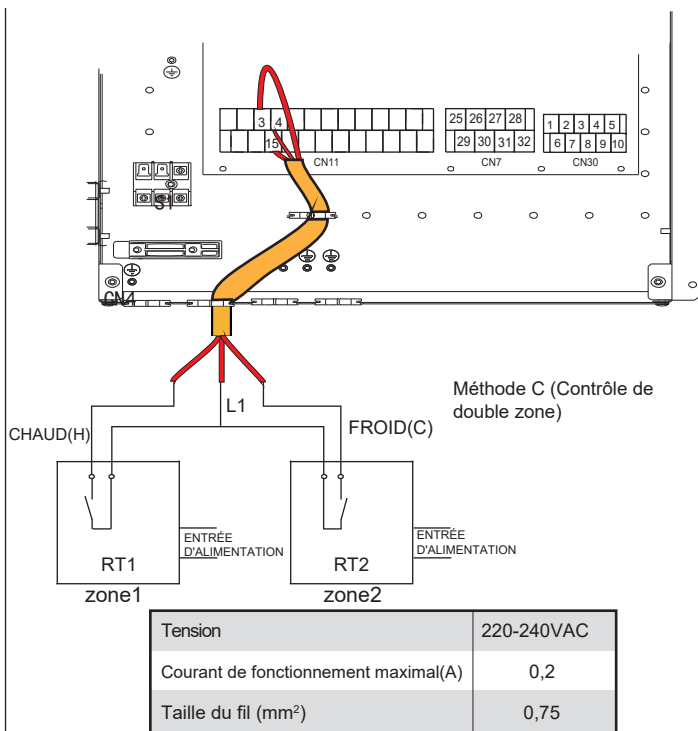 3 4
15
CN11
25 26 27 28
29 30 31 32
CN7
1 2 3 4 5
6 7 8 9 10
CN30
S1
CN4
Méthode C (Contrôle de
double zone)
L1
CHAUD(H)
FROID(C)
ENTRÉE
D'ALIMENTATION
RT1
zone1
ENTRÉE
D'ALIMENTATION
RT2
zone2
Tension 220-240VAC
Courant de fonctionnement maximal(A) 0,2
Taille du fil (mm²) 0,75